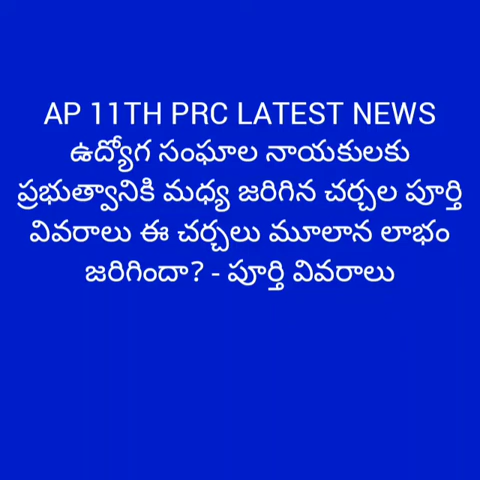 AP 11TH PRC LATEST NEWS
ఉద్యోగ సంఘాల నాయకులకు
ప్రభుత్వానికి మధ్య జరిగిన చర్చల పూర్తి
వివరాలు ఈ చర్చలు మూలాన లాభం
జరిగిందా? - పూర్తి వివరాలు